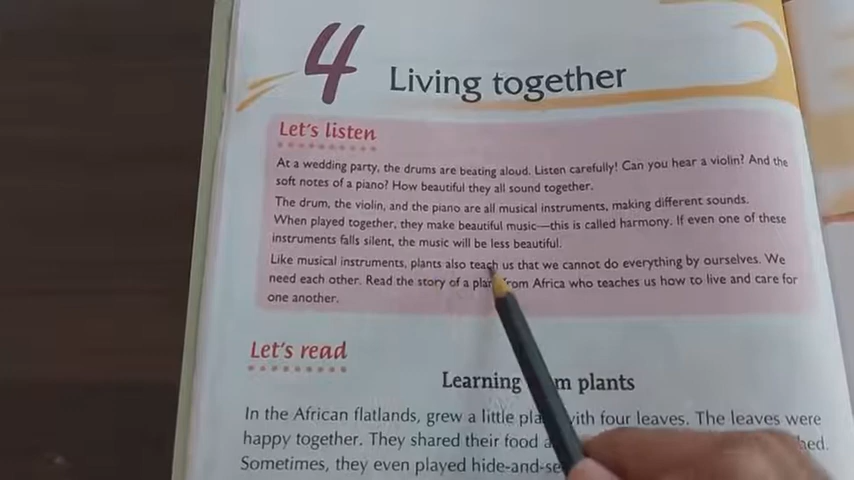 4
Living together
Let's listen
At a wedding party, the drums are beating aloud. Listen carefully! Can you hear a violin? And the
soft notes of a piano? How beautiful they all sound together.
The drum, the violin, and the piano are all musical instruments, making different sounds.
When played together, they make beautiful music—this is called harmony. If even one of these
instruments falls silent, the music will be less beautiful.
Like musical instruments, plants also teach us that we cannot do everything by ourselves. We
need each other. Read the story of a plant from Africa who teaches us how to live and care for
one another.
Let's read
Learning from plants
In the African flatlands, grew a little plant with four leaves. The leaves were
happy together. They shared their food
Sometimes, they even played hide-and-se